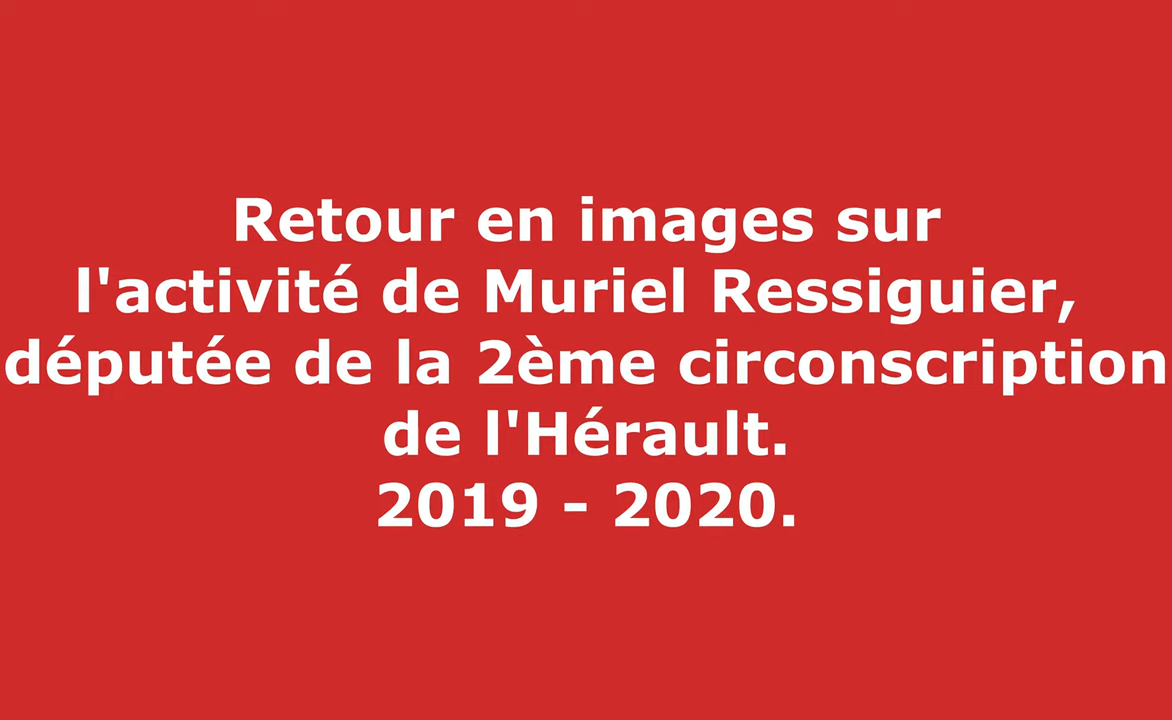 Retour en images sur
l'activité de Muriel Ressiguier,
députée de la 2ème circonscription
de l'Hérault.
2019 - 2020.